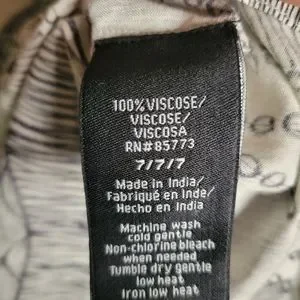 100% VISCOSE/
VISCOSE/
VISCOSA
RN#85773
7/7/7
Made in India/
Fabriqué en Inde/
Hecho en India
Machine wash
cold gentle
Non-chlorine bleach
when needed
Tumble dry gentle
low heat
Iron low heat